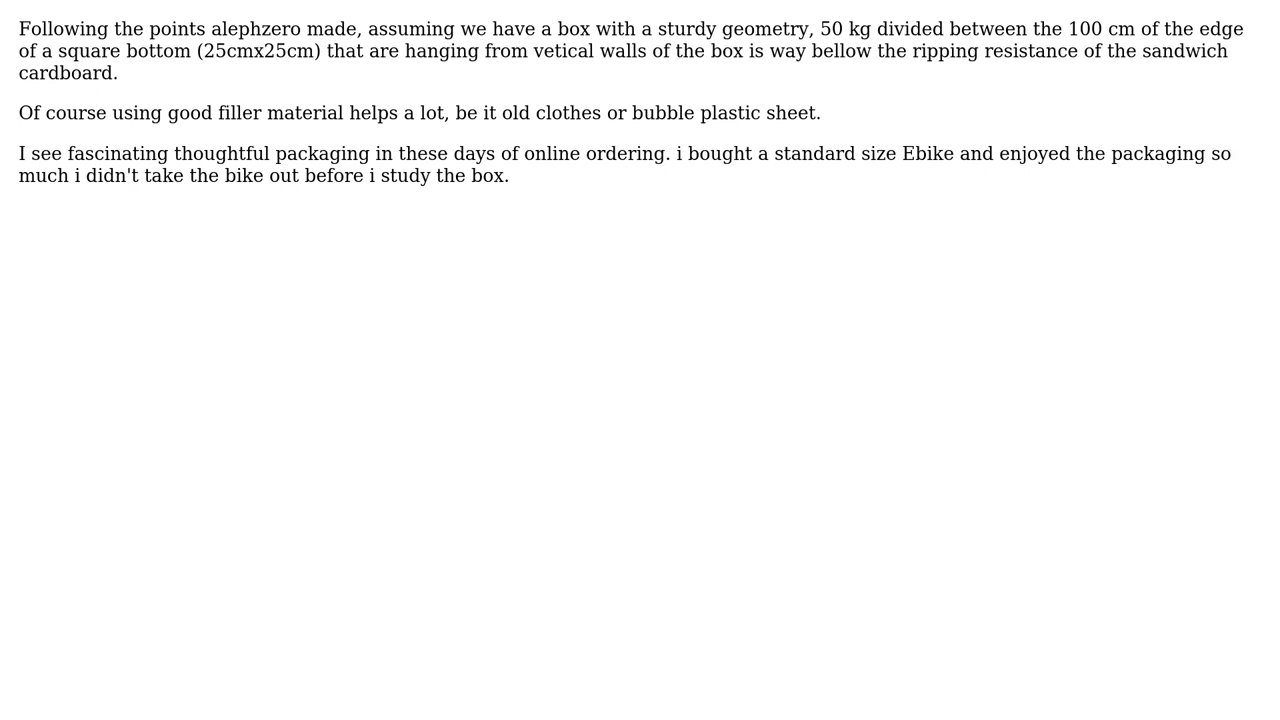 Following the points alephzero made, assuming we have a box with a sturdy geometry, 50 kg divided between the 100 cm of the edge
of a square bottom (25cmx25cm) that are hanging from vetical walls of the box is way bellow the ripping resistance of the sandwich
cardboard.
Of course using good filler material helps a lot, be it old clothes or bubble plastic sheet.
I see fascinating thoughtful packaging in these days of online ordering. i bought a standard size Ebike and enjoyed the packaging so
much i didn't take the bike out before i study the box.